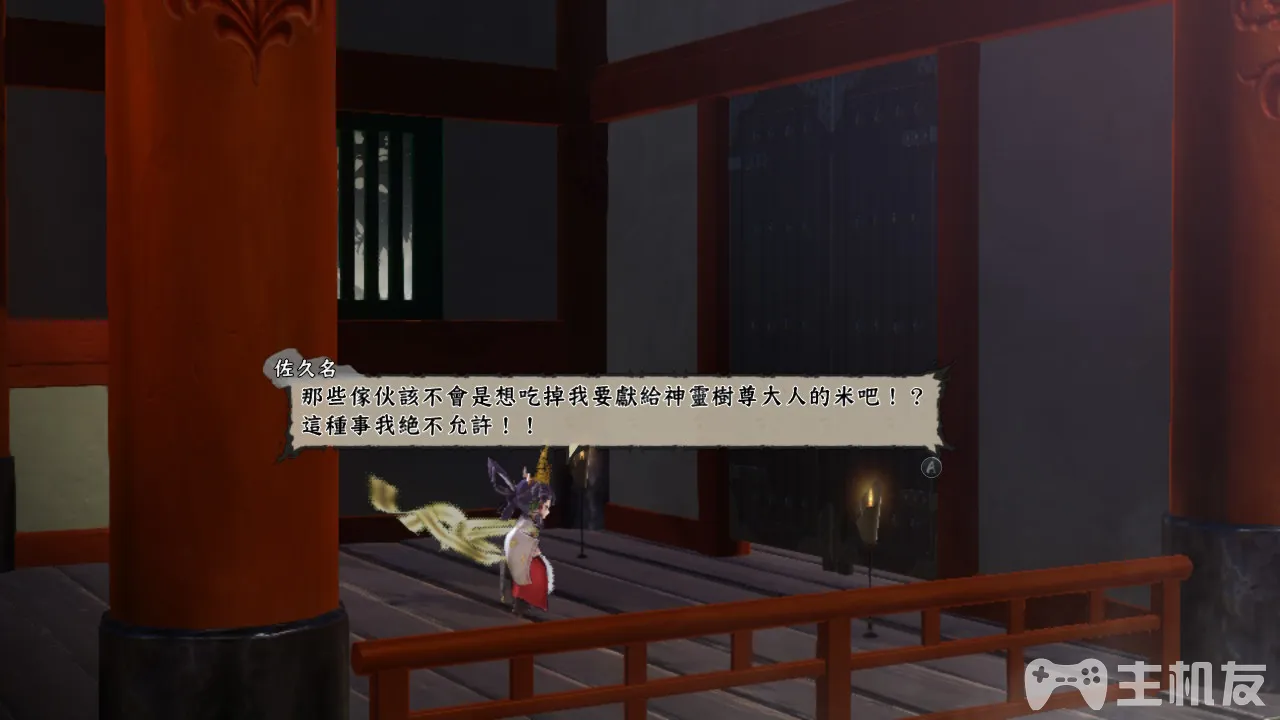 佐久名
那些傢伙該不會是想吃掉我要獻給神靈樹尊大人的米吧！？
這種事我絕不允許！！
A
主机友